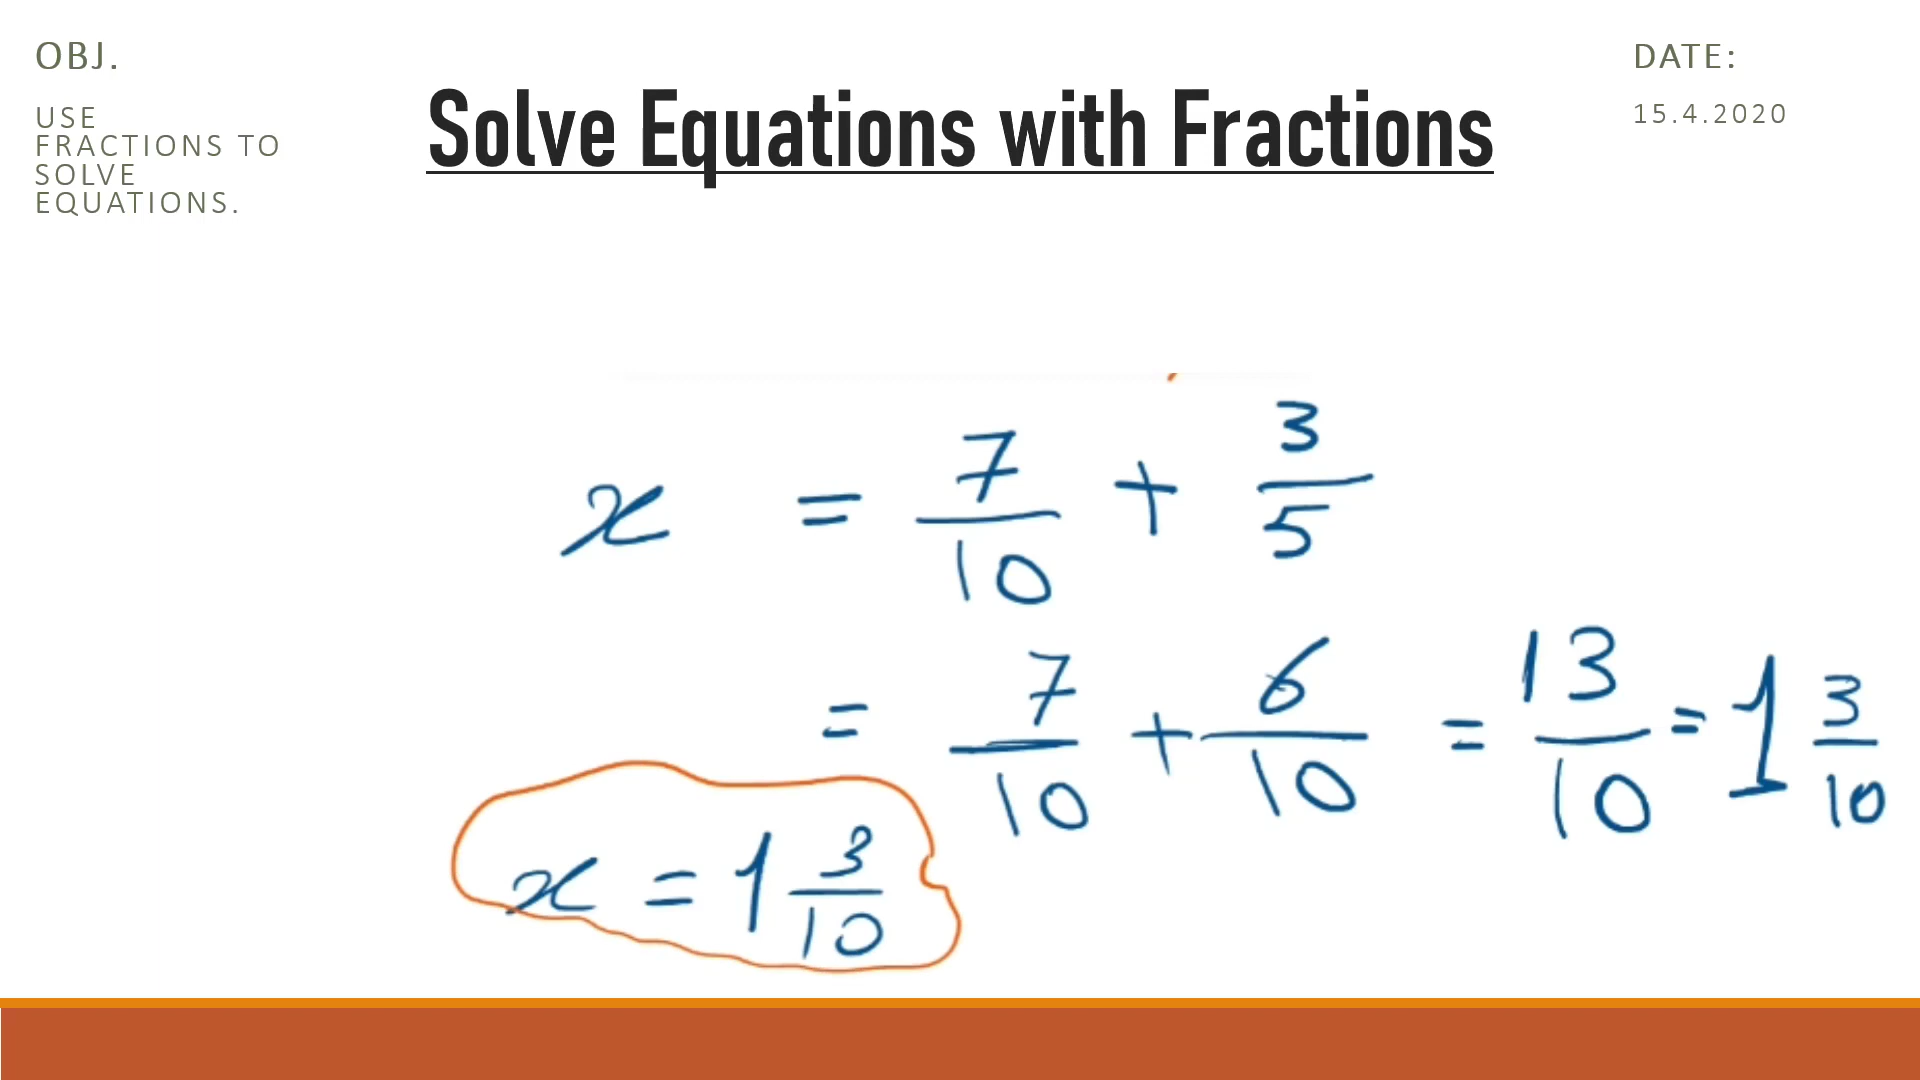 OBJ.
USE
FRACTIONS TO
SOLVE
EQUATIONS.
Solve Equations with Fractions
DATE:
15.4.2020
x = 7/10 + 3/5
= 7/10 + 6/10 = 13/10 = 1 3/10
x = 1 3/10